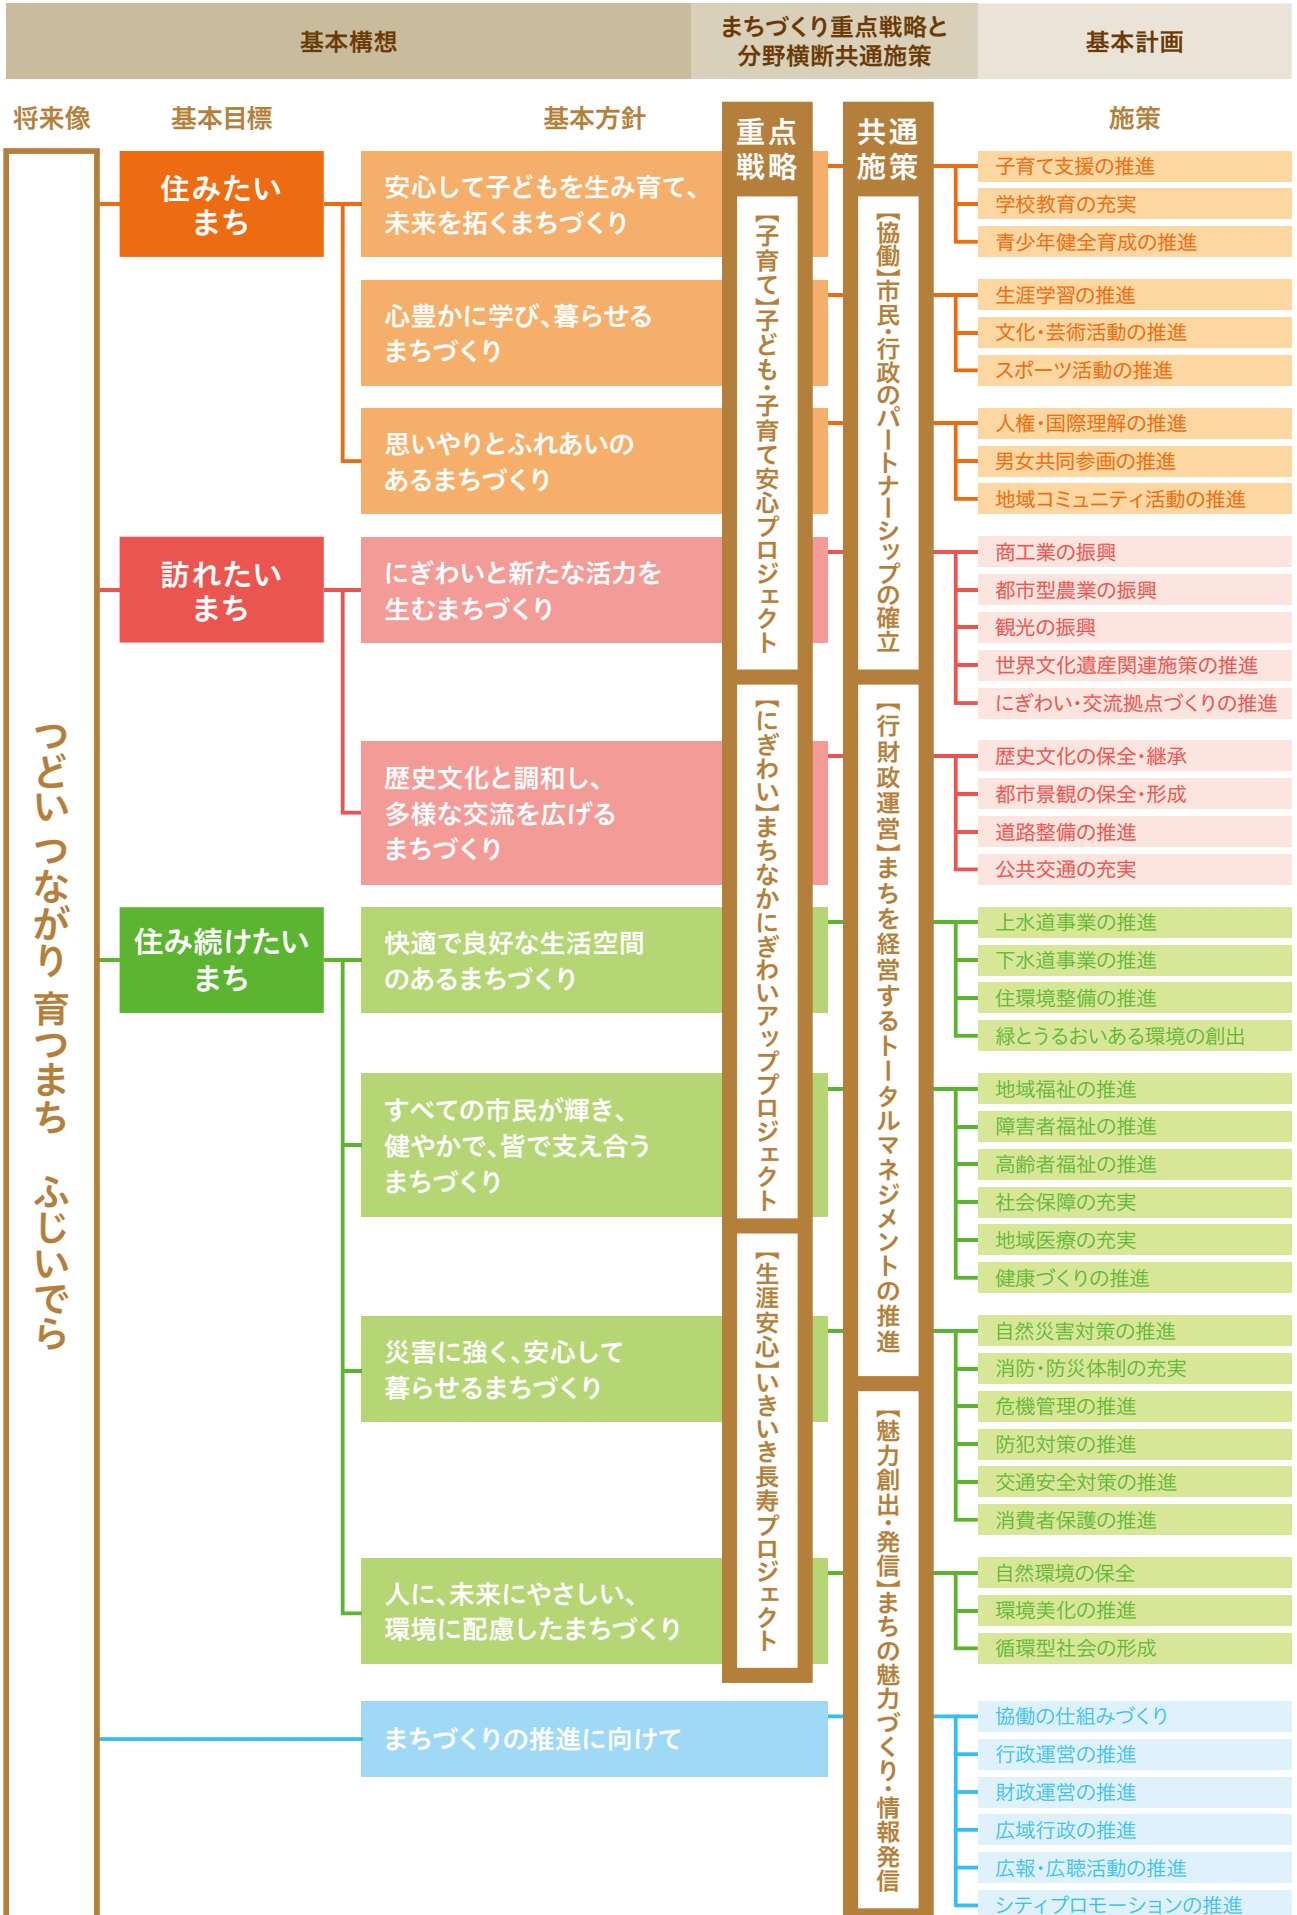 基本構想
まちづくり重点戦略と
分野横断共通施策
基本計画
将来像
基本目標
基本方針
重点
戦略
共通
施策
施策
つどい つながり 育つまち　ふじいでら
住みたい
まち
安心して子どもを生み育て、
未来を拓くまちづくり
心豊かに学び、暮らせる
まちづくり
思いやりとふれあいの
あるまちづくり
訪れたい
まち
にぎわいと新たな活力を
生むまちづくり
歴史文化と調和し、
多様な交流を広げる
まちづくり
住み続けたい
まち
快適で良好な生活空間
のあるまちづくり
すべての市民が輝き、
健やかで、皆で支え合う
まちづくり
災害に強く、安心して
暮らせるまちづくり
人に、未来にやさしい、
環境に配慮したまちづくり
まちづくりの推進に向けて
【子育て】子ども・子育て安心プロジェクト
【にぎわい】まちなかにぎわいアッププロジェクト
【生涯安心】いきいき長寿プロジェクト
【協働】市民・行政のパートナーシップの確立
【行財政運営】まちを経営するトータルマネジメントの推進
【魅力創出・発信】まちの魅力づくり・情報発信
子育て支援の推進
学校教育の充実
青少年健全育成の推進
生涯学習の推進
文化・芸術活動の推進
スポーツ活動の推進
人権・国際理解の推進
男女共同参画の推進
地域コミュニティ活動の推進
商工業の振興
都市型農業の振興
観光の振興
世界文化遺産関連施策の推進
にぎわい・交流拠点づくりの推進
歴史文化の保全・継承
都市景観の保全・形成
道路整備の推進
公共交通の充実
上水道事業の推進
下水道事業の推進
住環境整備の推進
緑とうるおいある環境の創出
地域福祉の推進
障害者福祉の推進
高齢者福祉の推進
社会保障の充実
地域医療の充実
健康づくりの推進
自然災害対策の推進
消防・防災体制の充実
危機管理の推進
防犯対策の推進
交通安全対策の推進
消費者保護の推進
自然環境の保全
環境美化の推進
循環型社会の形成
協働の仕組みづくり
行政運営の推進
財政運営の推進
広域行政の推進
広報・広聴活動の推進
シティプロモーションの推進